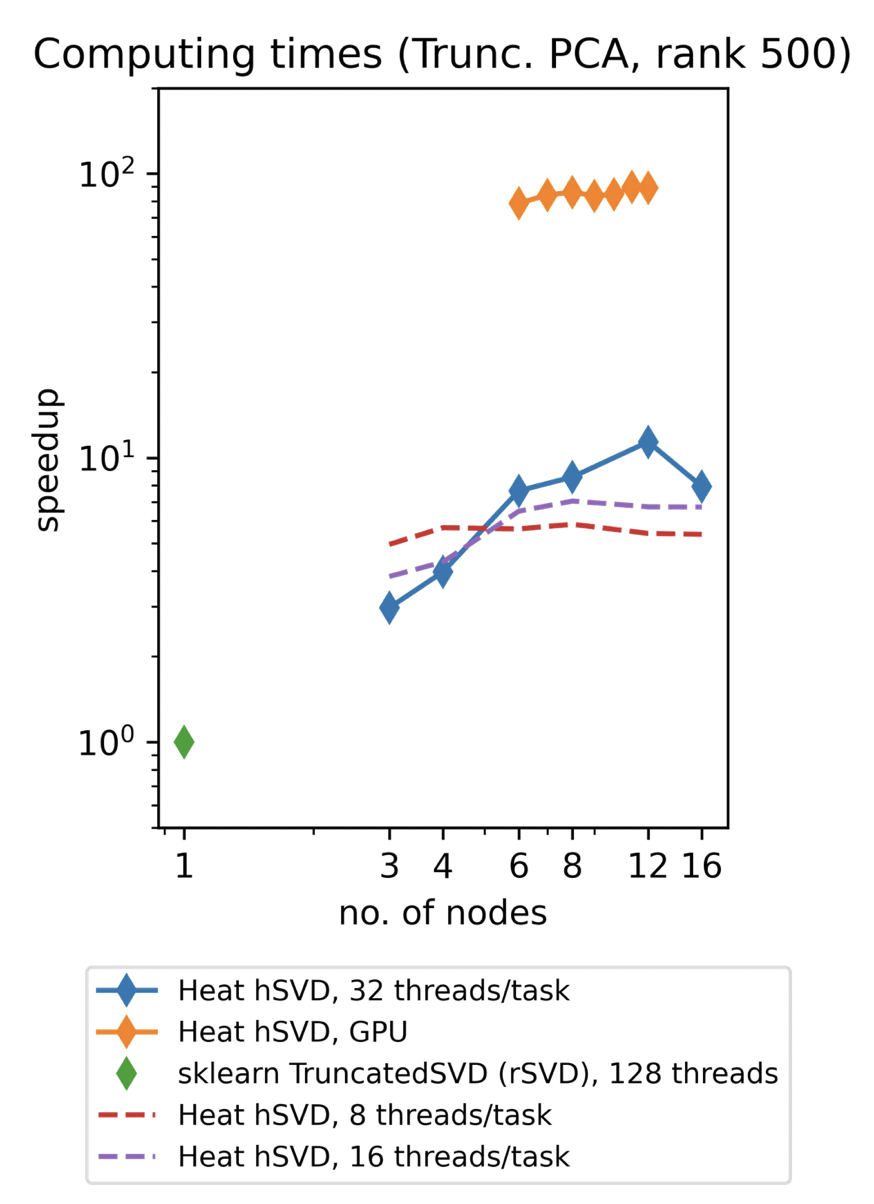 Computing times (Trunc. PCA, rank 500)
10²
10¹
10⁰
speedup
1 3 4 6 8 12 16
no. of nodes
Heat hSVD, 32 threads/task
Heat hSVD, GPU
sklearn TruncatedSVD (rSVD), 128 threads
Heat hSVD, 8 threads/task
Heat hSVD, 16 threads/task